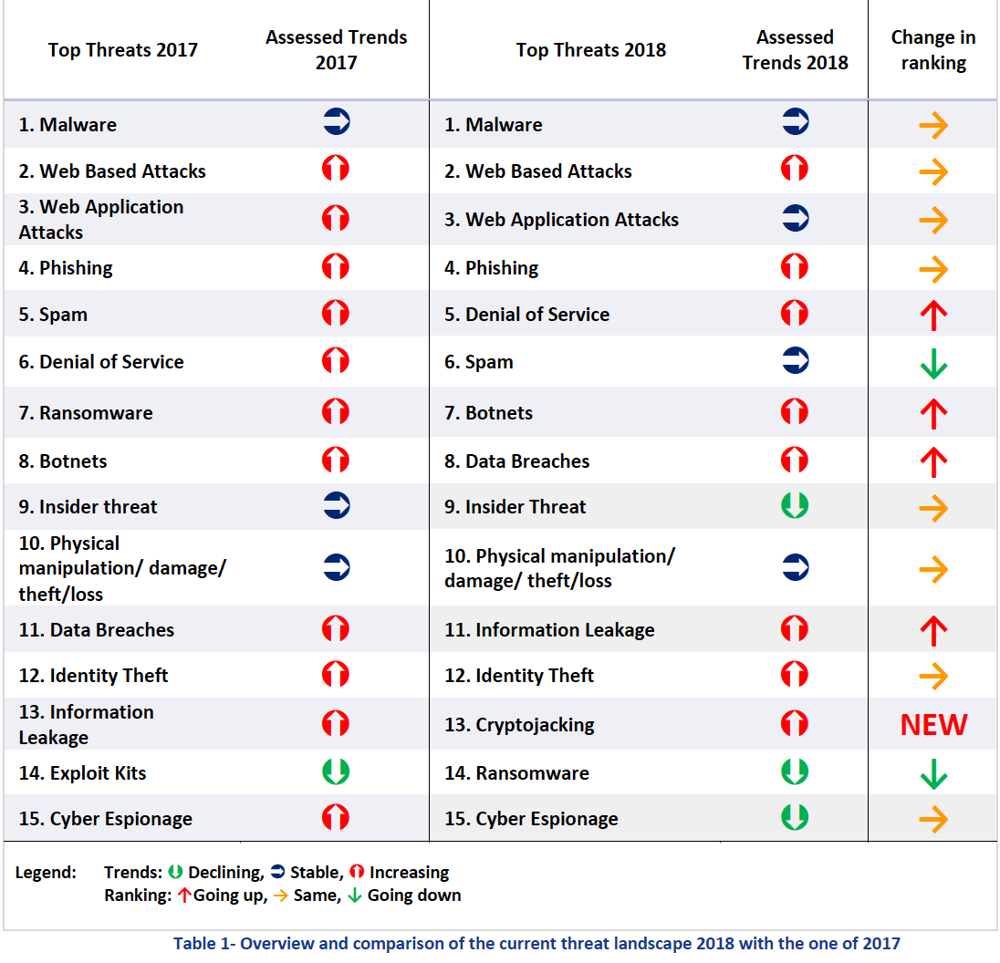 Top Threats 2017
Assessed Trends
2017
Top Threats 2018
Assessed
Trends 2018
Change in
ranking
1. Malware
1. Malware
2. Web Based Attacks
2. Web Based Attacks
3. Web Application
Attacks
3. Web Application Attacks
4. Phishing
4. Phishing
5. Spam
5. Denial of Service
6. Denial of Service
6. Spam
7. Ransomware
7. Botnets
8. Botnets
8. Data Breaches
9. Insider threat
9. Insider Threat
10. Physical
manipulation/ damage/
theft/loss
10. Physical manipulation/
damage/ theft/loss
11. Data Breaches
11. Information Leakage
12. Identity Theft
12. Identity Theft
13. Information
Leakage
13. Cryptojacking
NEW
14. Exploit Kits
14. Ransomware
15. Cyber Espionage
15. Cyber Espionage
Legend: Trends: Declining, Stable, Increasing
Ranking: Going up, Same, Going down
Table 1- Overview and comparison of the current threat landscape 2018 with the one of 2017